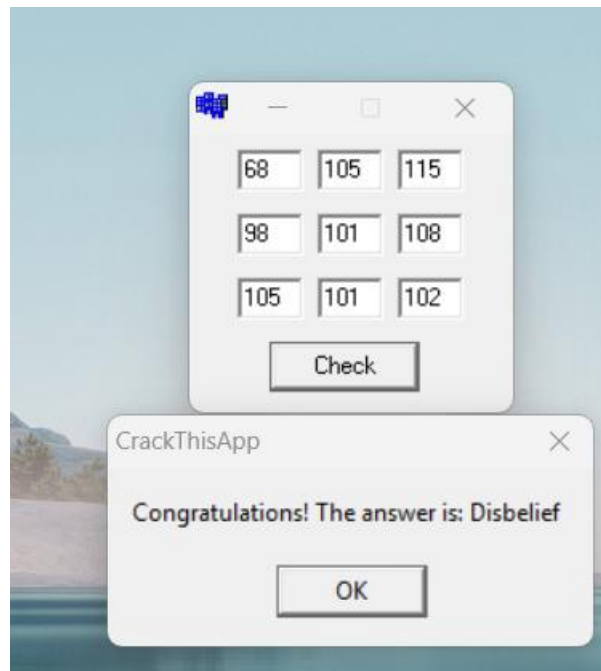 68 105 115
98 101 108
105 101 102
Check
CrackThisApp
Congratulations! The answer is: Disbelief
OK